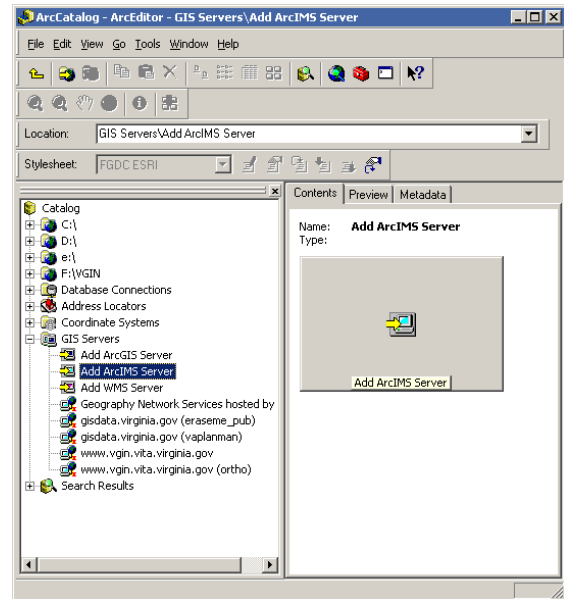 ArcCatalog - ArcEditor - GIS Servers\Add ArcIMS Server
File Edit View Go Tools Window Help
Location: GIS Servers\Add ArcIMS Server
Stylesheet: FGDC ESRI
Contents Preview Metadata
Catalog
C:\
D:\
e:\
F:\VGIN
Database Connections
Address Locators
Coordinate Systems
GIS Servers
Add ArcGIS Server
Add ArcIMS Server
Add WMS Server
Geography Network Services hosted by
gisdata.virginia.gov (eraseme_pub)
gisdata.virginia.gov (vaplanman)
www.vgin.vita.virginia.gov
www.vgin.vita.virginia.gov (ortho)
Search Results
Name: Add ArcIMS Server
Type:
Add ArcIMS Server